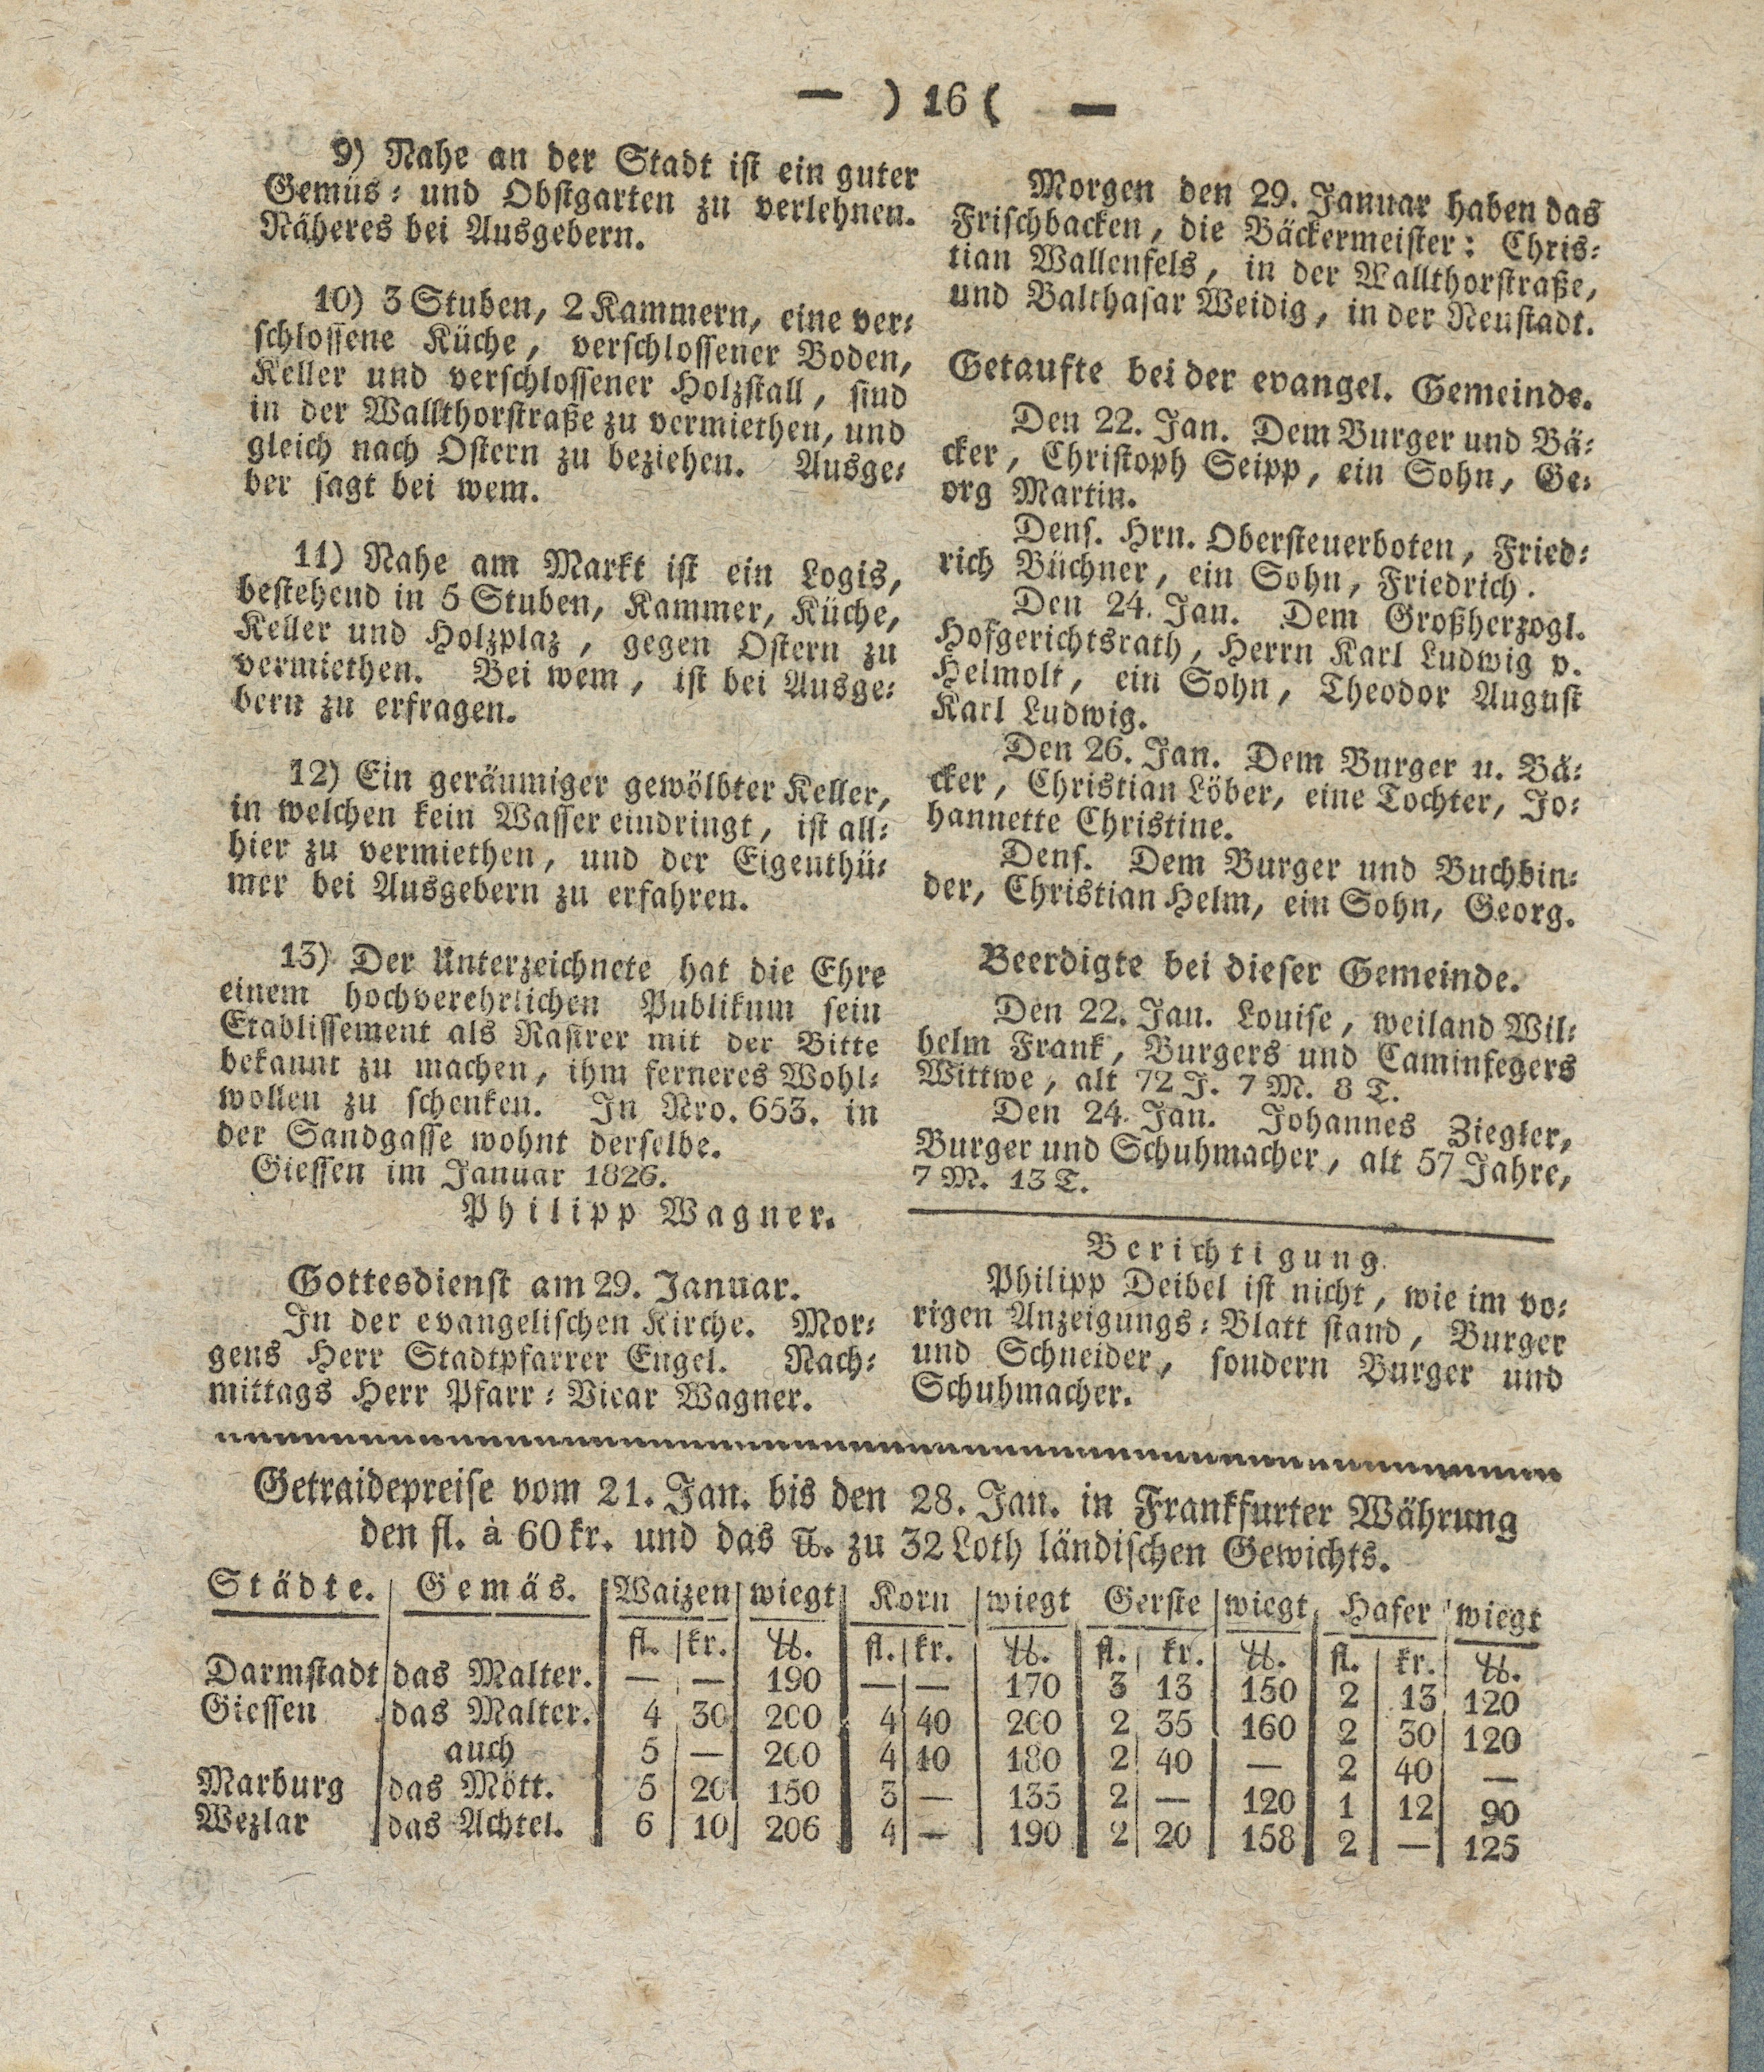 — ) 16 ( —
9) Nahe an der Stadt ist ein guter
Gemüs- und Obstgarten zu verlehnen.
Näheres bei Ausgebern.
10) 3 Stuben, 2 Kammern, eine ver-
schlossene Küche, verschlossener Boden,
Keller und verschlossener Holzstall, sind
in der Wallthorstraße zu vermiethen, und
gleich nach Ostern zu beziehen. Ausge-
ber sagt bei wem.
11) Nahe am Markt ist ein Logis,
bestehend in 5 Stuben, Kammer, Küche,
Keller und Holzplaz, gegen Ostern zu
vermiethen. Bei wem, ist bei Ausge-
bern zu erfragen.
12) Ein geräumiger gewölbter Keller,
in welchen kein Wasser eindringt, ist all-
hier zu vermiethen, und der Eigenthü-
mer bei Ausgebern zu erfahren.
13) Der Unterzeichnete hat die Ehre
einem hochverehrlichen Publikum sein
Etablissement als Rasirer mit der Bitte
bekannt zu machen, ihm ferneres Wohl-
wollen zu schenken. In Nro. 653. in
der Sandgasse wohnt derselbe.
Giessen im Januar 1826.
Philipp Wagner.
Gottesdienst am 29. Januar.
In der evangelischen Kirche. Mor-
gens Herr Stadtpfarrer Engel. Nach-
mittags Herr Pfarr-Vicar Wagner.
Morgen den 29. Januar haben das
Frischbacken, die Bäckermeister: Chris-
tian Wallenfels, in der Wallthorstraße,
und Balthasar Weidig, in der Neustadt.
Getaufte bei der evangel. Gemeinde.
Den 22. Jan. Dem Burger und Bä-
cker, Christoph Seipp, ein Sohn, Ge-
org Martin.
Dens. Hrn. Obersteuerboten, Fried-
rich Büchner, ein Sohn, Friedrich.
Den 24. Jan. Dem Großherzogl.
Hofgerichtsrath, Herrn Karl Ludwig v.
Helmolt, ein Sohn, Theodor August
Karl Ludwig.
Den 26. Jan. Dem Burger u. Bä-
cker, Christian Löber, eine Tochter, Jo-
hannette Christine.
Dens. Dem Burger und Buchbin-
der, Christian Helm, ein Sohn, Georg.
Beerdigte bei dieser Gemeinde.
Den 22. Jan. Louise, weiland Wil-
helm Frank, Burgers und Caminfegers
Wittwe, alt 72 J. 7 M. 8 T.
Den 24. Jan. Johannes Ziegler,
Burger und Schuhmacher, alt 57 Jahre,
7 M. 13 T.
Berichtigung.
Philipp Deibel ist nicht, wie im vo-
rigen Anzeigungs-Blatt stand, Burger
und Schneider, sondern Burger und
Schuhmacher.
Getraidepreise vom 21. Jan. bis den 28. Jan. in Frankfurter Währung
den fl. à 60 kr. und das ℔. zu 32 Loth ländischen Gewichts.
Städte. Gemäs. Waizen wiegt Korn wiegt Gerste wiegt Hafer wiegt
fl. kr. ℔. fl. kr. ℔. fl. kr. ℔. fl. kr. ℔.
Darmstadt das Malter. — — 190 — — 170 3 13 150 2 13 120
Giessen das Malter. 4 30 200 4 40 200 2 35 160 2 30 120
auch 5 — 200 4 10 180 2 40 — 2 40 —
Marburg das Mött. 5 20 150 3 — 135 2 — 120 1 12 90
Wezlar das Achtel. 6 10 206 4 — 190 2 20 158 2 — 125